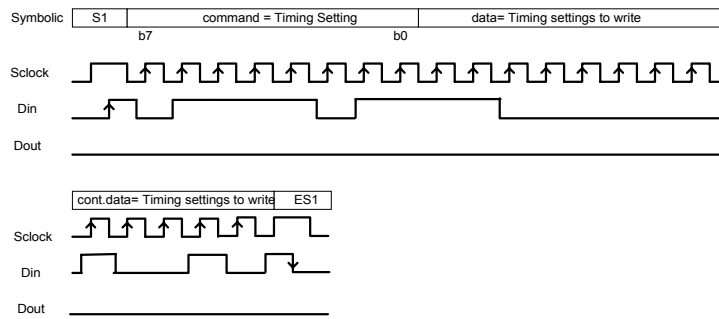 Symbolic S1 command = Timing Setting data= Timing settings to write
b7 b0
Sclock
Din
Dout
cont.data= Timing settings to write ES1
Sclock
Din
Dout